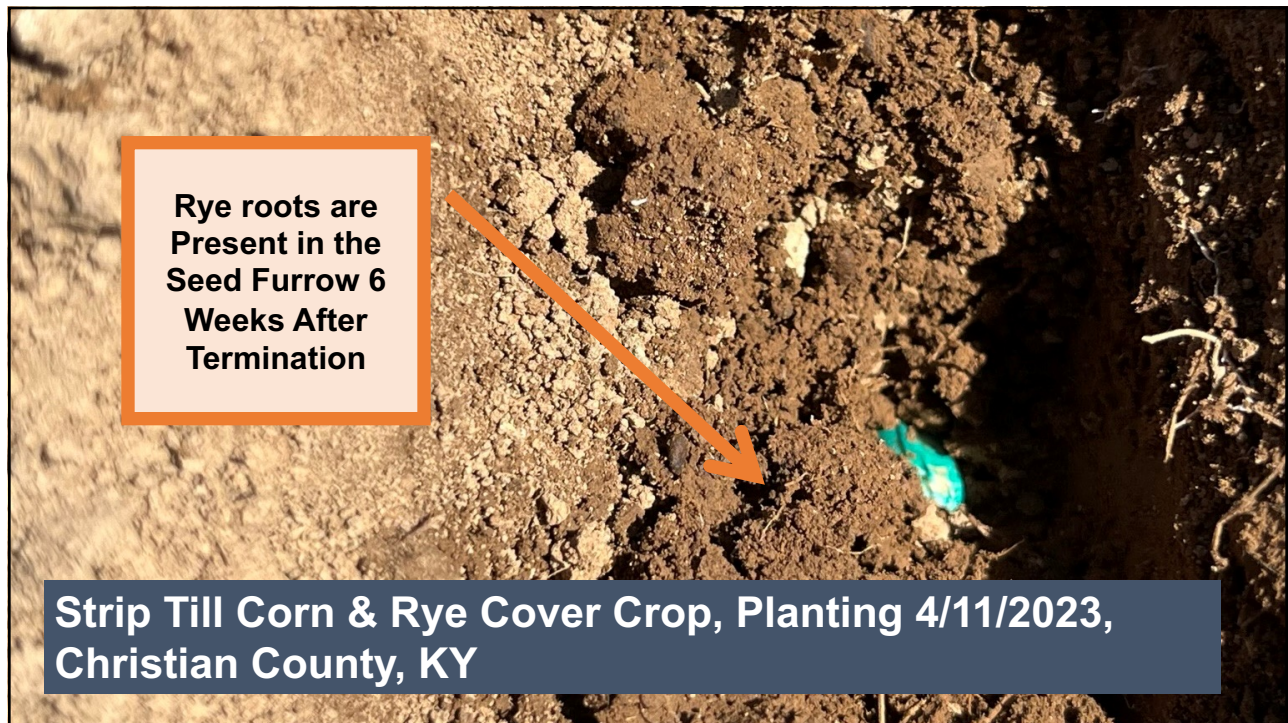 Rye roots are
Present in the
Seed Furrow 6
Weeks After
Termination
Strip Till Corn & Rye Cover Crop, Planting 4/11/2023,
Christian County, KY